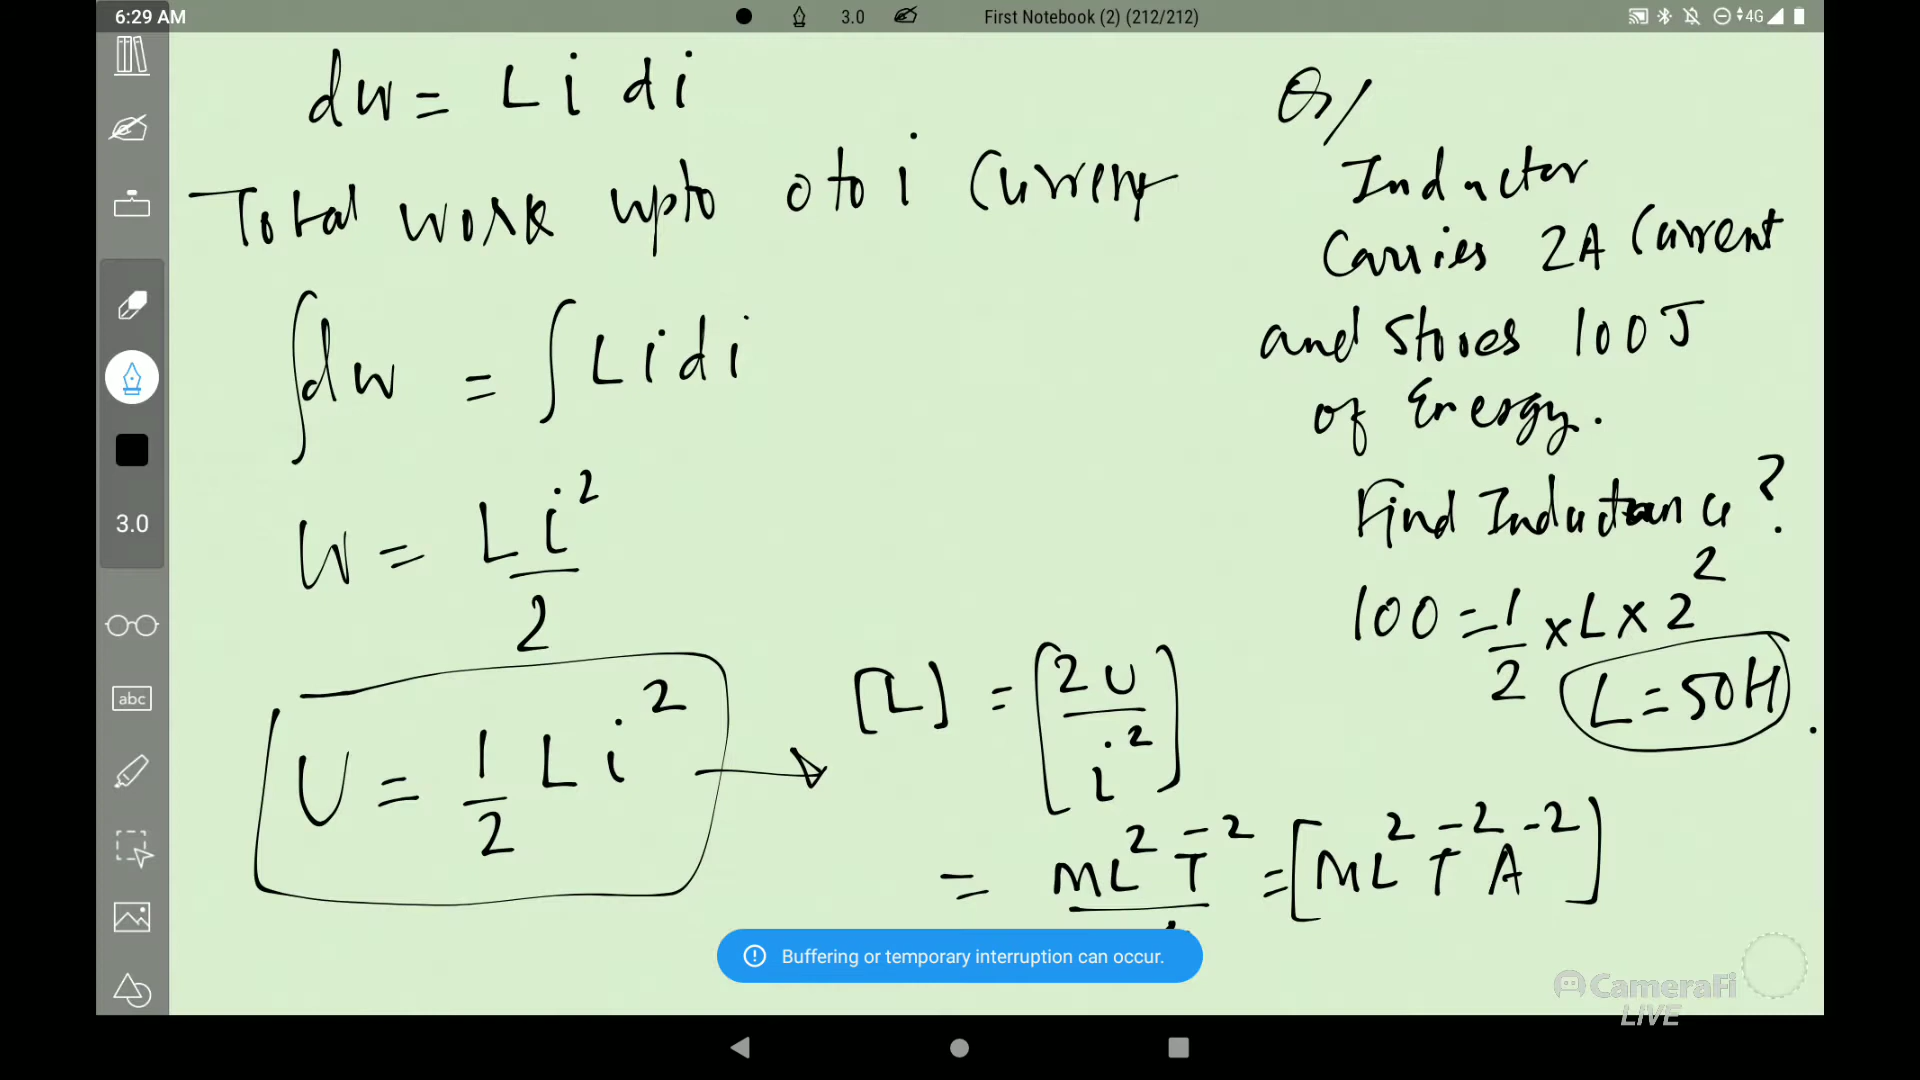 6:29 AM
3.0
First Notebook (2) (212/212)
4G
dw = L i di
Total work upto 0 to i Current
∫dw = ∫ L i di
W = L i²
2
U = 1/2 L i²
[L] = [2U / i²]
= ML²T⁻² = [ML²T⁻²A⁻²]
Q/
Inductor
Carries 2A Current
and stores 100J
of Energy.
Find Inductance ?
100 = 1/2 × L × 2²
L = 50H
3.0
abc
Buffering or temporary interruption can occur.
CameraFi
LIVE